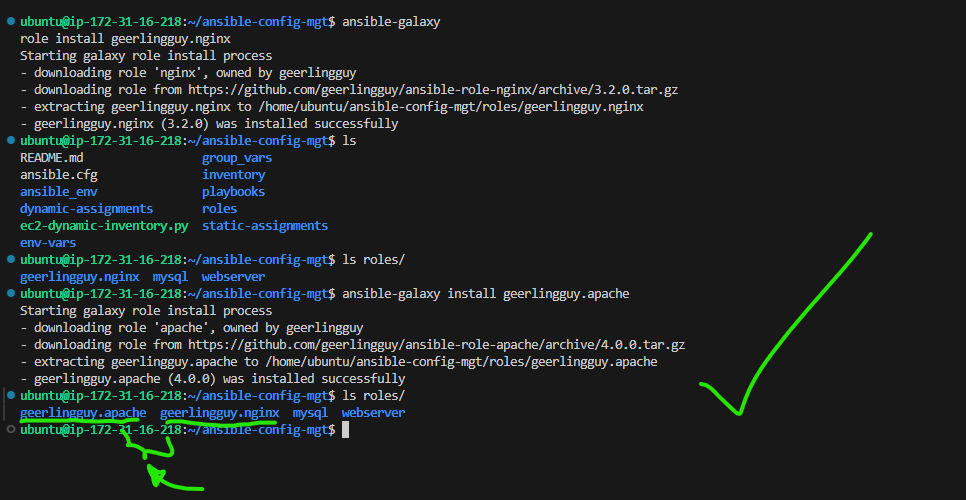 ubuntu@ip-172-31-16-218:~/ansible-config-mgt$ ansible-galaxy
role install geerlingguy.nginx
Starting galaxy role install process
- downloading role 'nginx', owned by geerlingguy
- downloading role from https://github.com/geerlingguy/ansible-role-nginx/archive/3.2.0.tar.gz
- extracting geerlingguy.nginx to /home/ubuntu/ansible-config-mgt/roles/geerlingguy.nginx
- geerlingguy.nginx (3.2.0) was installed successfully
ubuntu@ip-172-31-16-218:~/ansible-config-mgt$ ls
README.md group_vars
ansible.cfg inventory
ansible_env playbooks
dynamic-assignments roles
ec2-dynamic-inventory.py static-assignments
env-vars
ubuntu@ip-172-31-16-218:~/ansible-config-mgt$ ls roles/
geerlingguy.nginx mysql webserver
ubuntu@ip-172-31-16-218:~/ansible-config-mgt$ ansible-galaxy install geerlingguy.apache
Starting galaxy role install process
- downloading role 'apache', owned by geerlingguy
- downloading role from https://github.com/geerlingguy/ansible-role-apache/archive/4.0.0.tar.gz
- extracting geerlingguy.apache to /home/ubuntu/ansible-config-mgt/roles/geerlingguy.apache
- geerlingguy.apache (4.0.0) was installed successfully
ubuntu@ip-172-31-16-218:~/ansible-config-mgt$ ls roles/
geerlingguy.apache geerlingguy.nginx mysql webserver
ubuntu@ip-172-31-16-218:~/ansible-config-mgt$